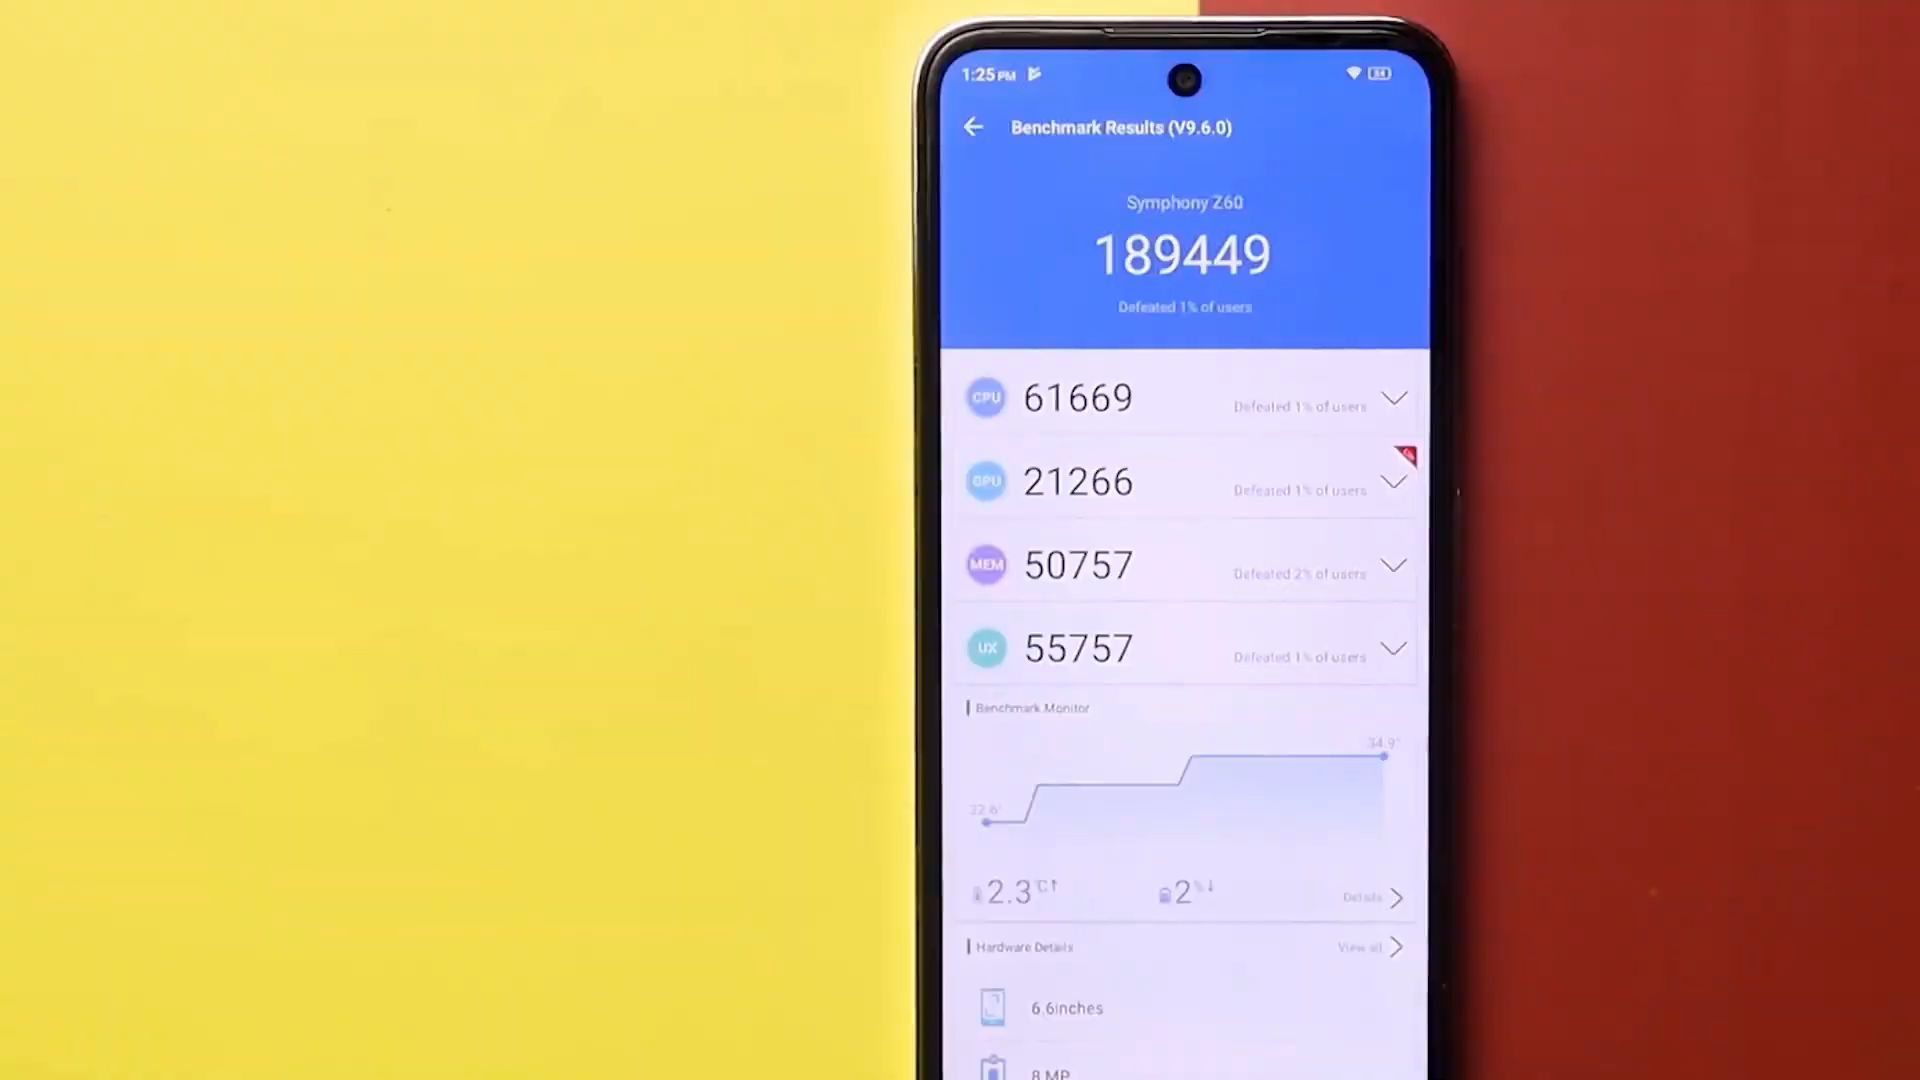 1:25 PM
34
Benchmark Results (V9.6.0)
Symphony Z60
189449
Defeated 1% of users
CPU 61669 Defeated 1% of users
GPU 21266 Defeated 1% of users
MEM 50757 Defeated 2% of users
UX 55757 Defeated 1% of users
Benchmark Monitor
34.9°
32.6°
2.3 °C↑ 2 %↓ Details
Hardware Details View all
6.6inches
8 MP